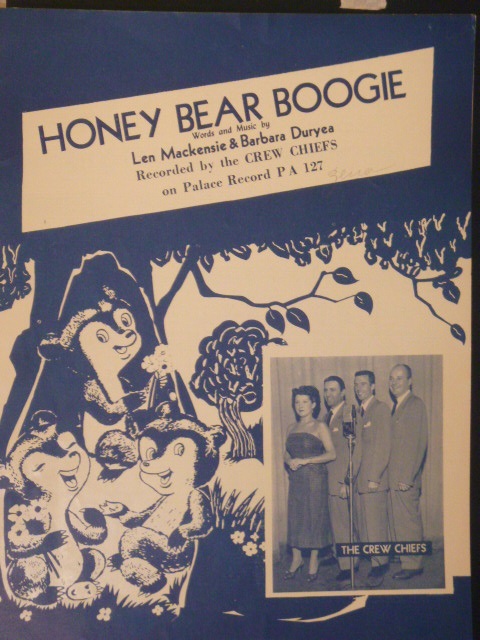 HONEY BEAR BOOGIE
Words and Music by
Len Mackensie & Barbara Duryea
Recorded by the CREW CHIEFS
on Palace Record PA 127
THE CREW CHIEFS